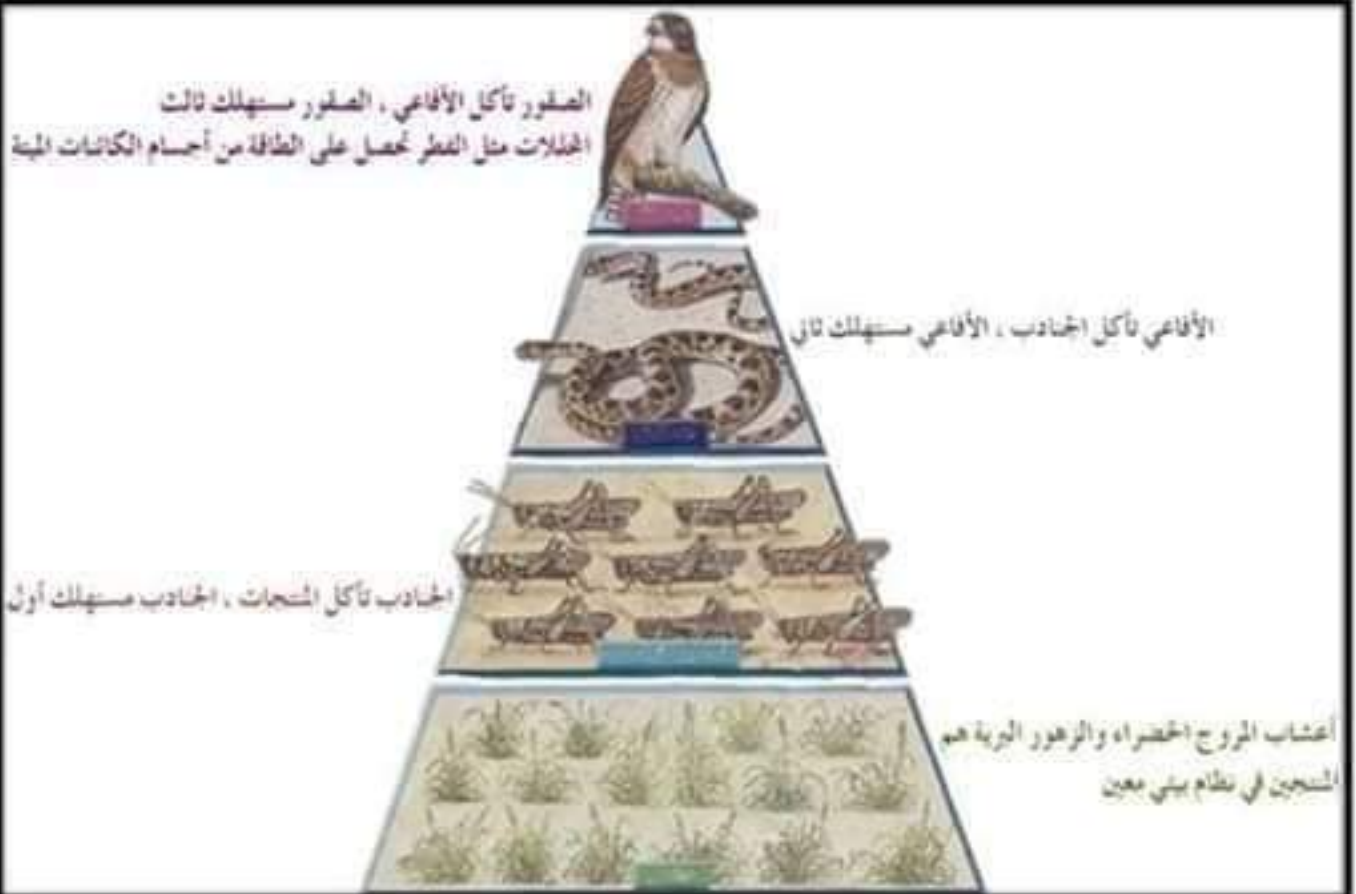 الصقور تأكل الأفاعي ، الصقور مستهلك ثالث
المحللات مثل الفطر تحصل على الطاقة من أجسام الكائنات الميتة
الأفاعي تأكل الجنادب ، الأفاعي مستهلك ثاني
الجنادب تأكل المنتجات ، الجنادب مستهلك أول
أعشاب المروج الخضراء والزهور البرية هم
المنتجين في نظام بيئي معين